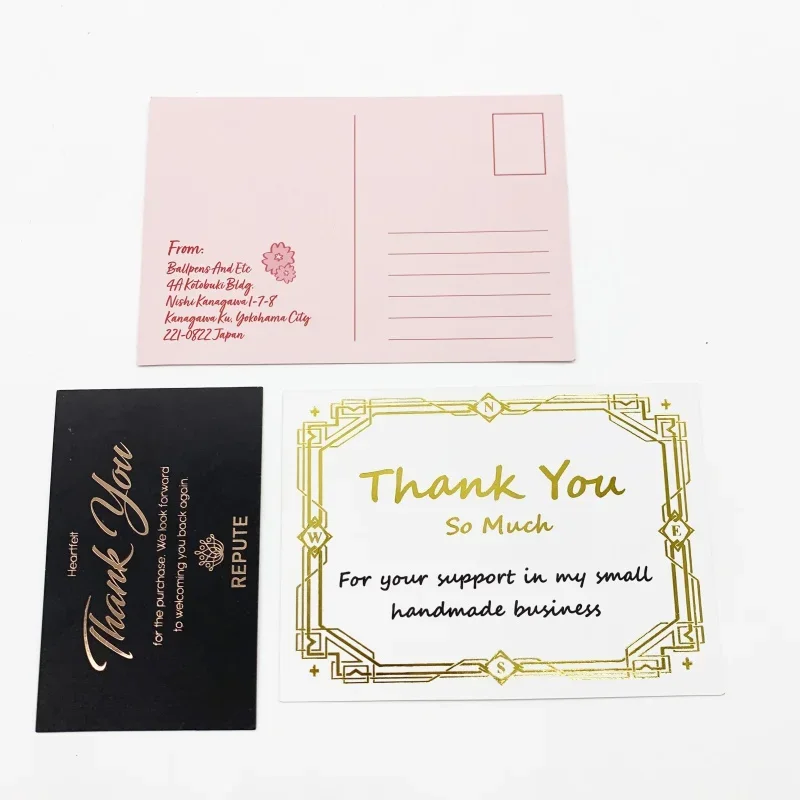 From:
Ballpens And Etc
4A Kotobuki Bldg.
Nishi Kanagawa 1-7-8
Kanagawa Ku, Yokohama City
221-0822 Japan
Heartfelt
Thank You
for the purchase. We look forward
to welcoming you back again.
REPUTE
N
W
E
S
Thank You
So Much
For your support in my small
handmade business